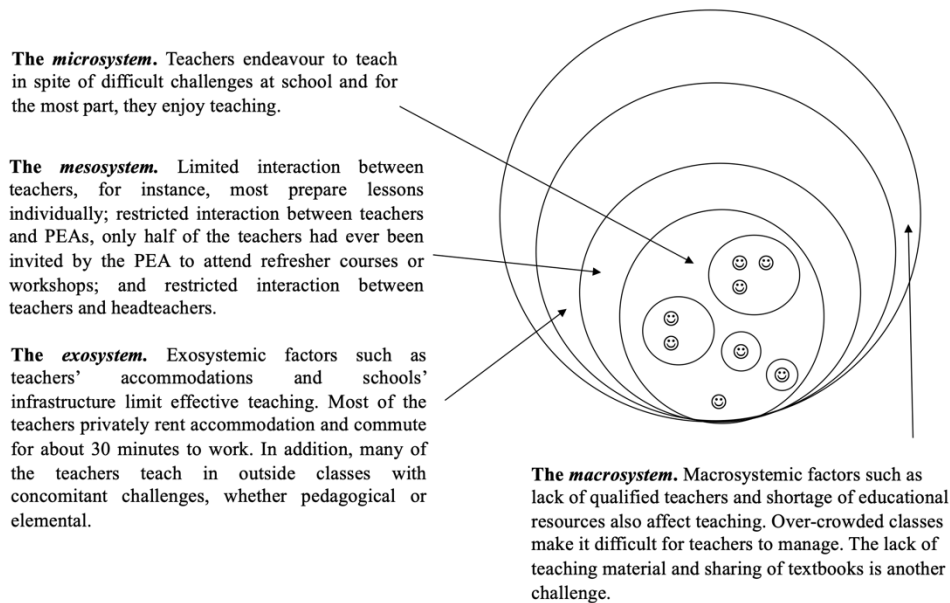 The microsystem. Teachers endeavour to teach
in spite of difficult challenges at school and for
the most part, they enjoy teaching.
The mesosystem. Limited interaction between
teachers, for instance, most prepare lessons
individually; restricted interaction between teachers
and PEAs, only half of the teachers had ever been
invited by the PEA to attend refresher courses or
workshops; and restricted interaction between
teachers and headteachers.
The exosystem. Exosystemic factors such as
teachers’ accommodations and schools’
infrastructure limit effective teaching. Most of the
teachers privately rent accommodation and commute
for about 30 minutes to work. In addition, many of
the teachers teach in outside classes with
concomitant challenges, whether pedagogical or
elemental.
The macrosystem. Macrosystemic factors such as
lack of qualified teachers and shortage of educational
resources also affect teaching. Over-crowded classes
make it difficult for teachers to manage. The lack of
teaching material and sharing of textbooks is another
challenge.